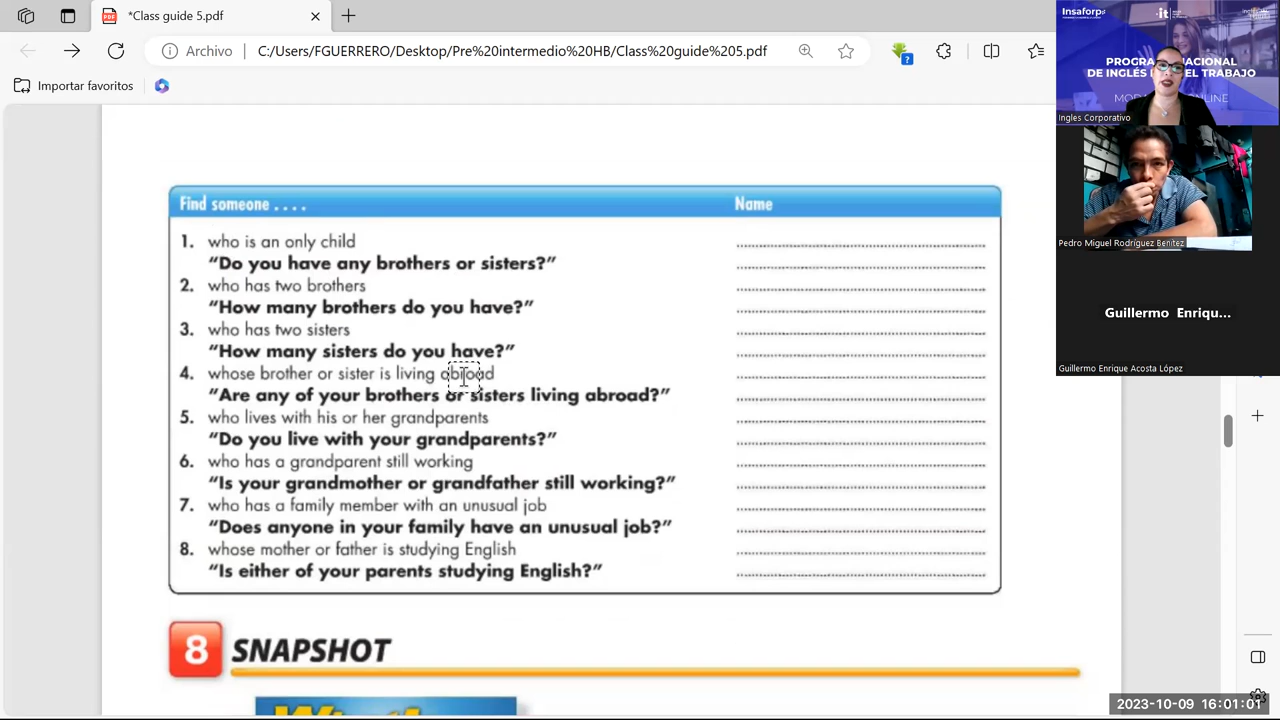 *Class guide 5.pdf
Archivo
C:/Users/FGUERRERO/Desktop/Pre%20intermedio%20HB/Class%20guide%205.pdf
Importar favoritos
Find someone . . . .
Name
1. who is an only child
"Do you have any brothers or sisters?"
2. who has two brothers
"How many brothers do you have?"
3. who has two sisters
"How many sisters do you have?"
4. whose brother or sister is living abroad
"Are any of your brothers or sisters living abroad?"
5. who lives with his or her grandparents
"Do you live with your grandparents?"
6. who has a grandparent still working
"Is your grandmother or grandfather still working?"
7. who has a family member with an unusual job
"Does anyone in your family have an unusual job?"
8. whose mother or father is studying English
"Is either of your parents studying English?"
8 SNAPSHOT
Insaforp
Ingles Corporativo
Pedro Miguel Rodríguez Benitez
Guillermo Enriqu...
Guillermo Enrique Acosta López
2023-10-09 16:01:01